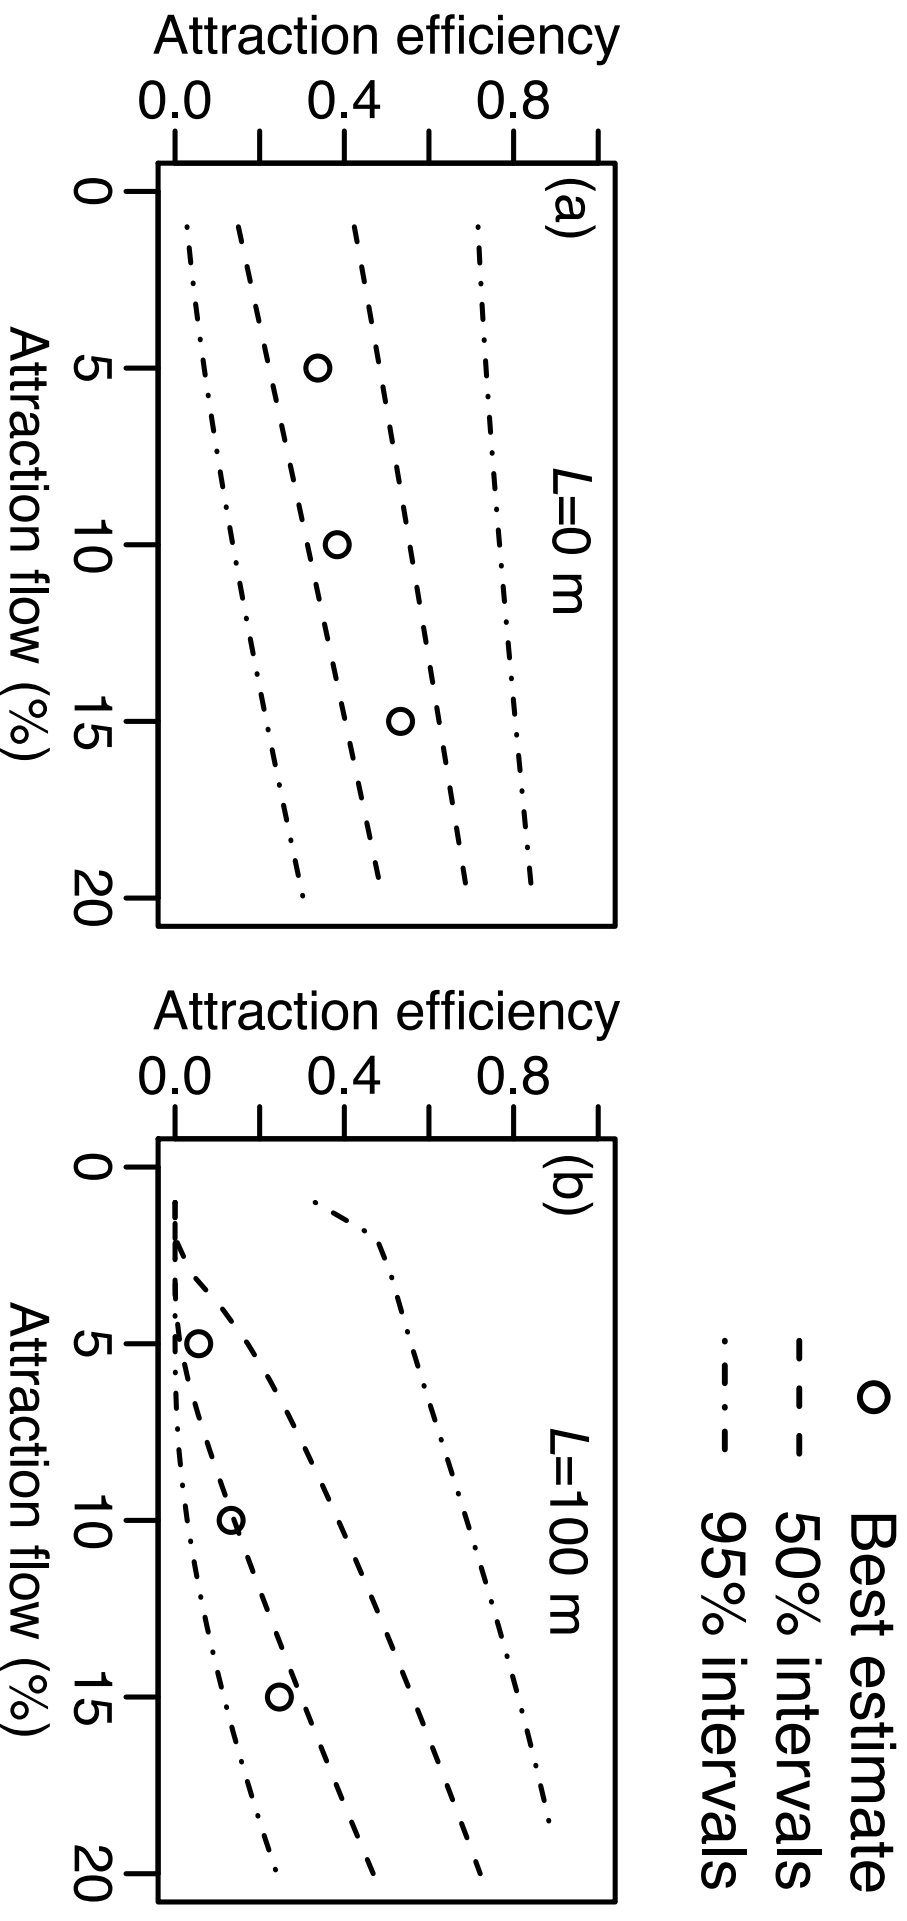 Best estimate
50% intervals
95% intervals
(a)
L=0 m
Attraction efficiency
0.0
0.4
0.8
0
5
10
15
20
Attraction flow (%)
(b)
L=100 m
Attraction efficiency
0.0
0.4
0.8
0
5
10
15
20
Attraction flow (%)